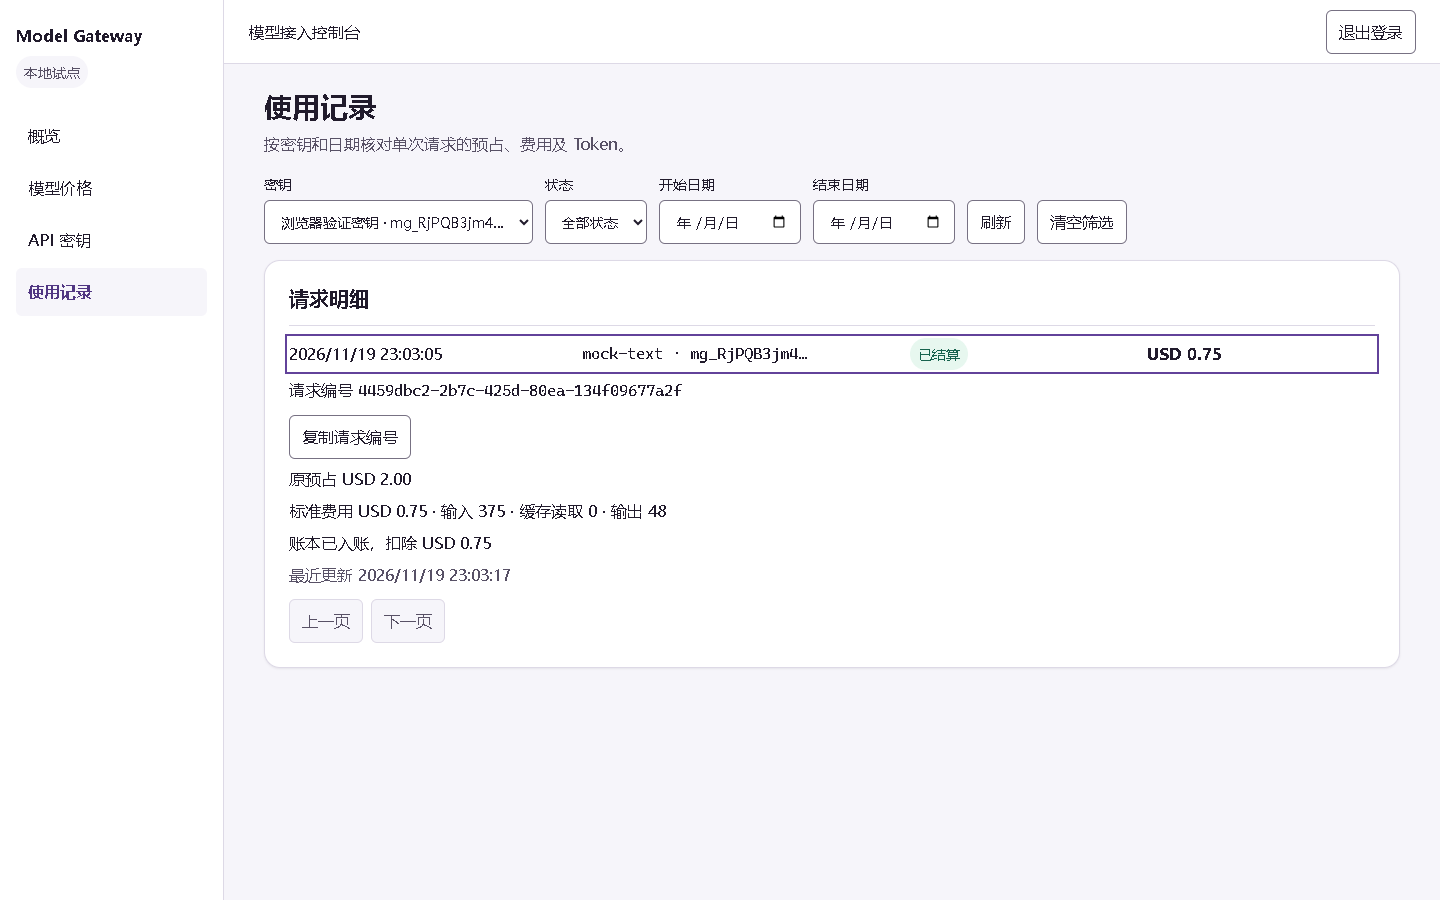 Model Gateway
本地试点
概览
模型价格
API 密钥
使用记录
模型接入控制台
退出登录
使用记录
按密钥和日期核对单次请求的预占、费用及 Token。
密钥 状态 开始日期 结束日期
浏览器验证密钥 · mg_RjPQB3jm4... 全部状态 年 /月/日 年 /月/日 刷新 清空筛选
请求明细
2026/11/19 23:03:05 mock-text · mg_RjPQB3jm4… 已结算 USD 0.75
请求编号 4459dbc2-2b7c-425d-80ea-134f09677a2f
复制请求编号
原预占 USD 2.00
标准费用 USD 0.75 · 输入 375 · 缓存读取 0 · 输出 48
账本已入账，扣除 USD 0.75
最近更新 2026/11/19 23:03:17
上一页 下一页